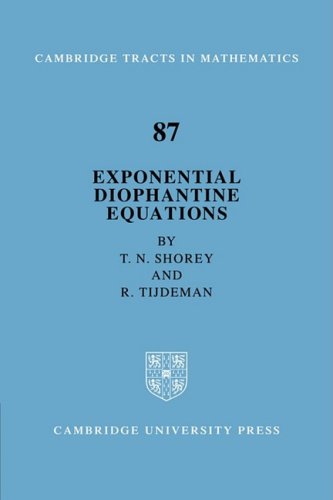 CAMBRIDGE TRACTS IN MATHEMATICS
87
EXPONENTIAL
DIOPHANTINE
EQUATIONS
BY
T. N. SHOREY
AND
R. TIJDEMAN
CAMBRIDGE UNIVERSITY PRESS